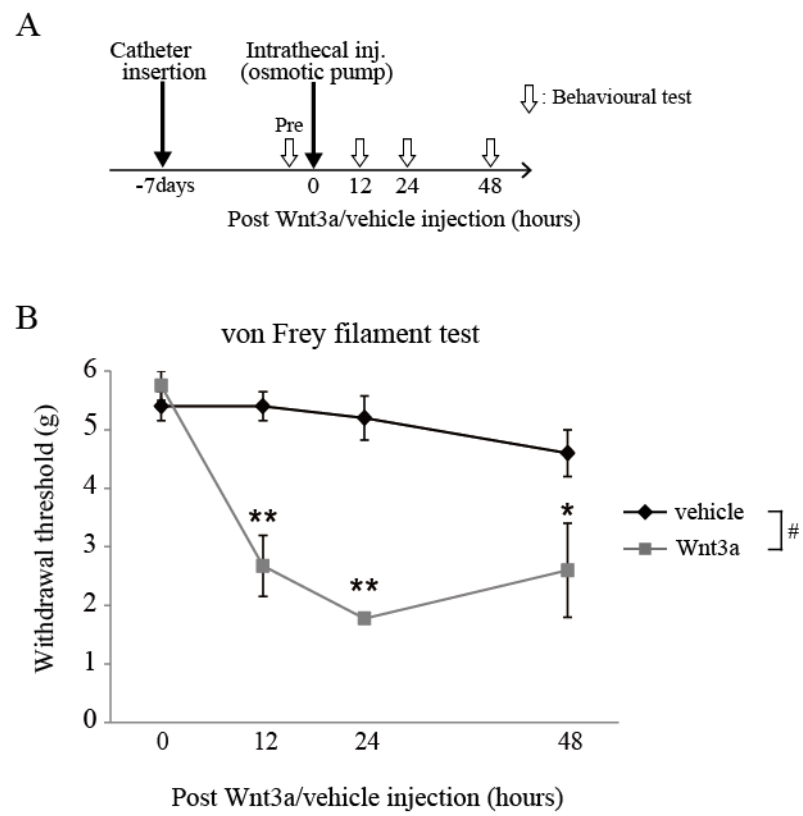 A
Catheter
insertion
Intrathecal inj.
(osmotic pump)
: Behavioural test
Pre
-7days 0 12 24 48
Post Wnt3a/vehicle injection (hours)
B
von Frey filament test
Withdrawal threshold (g)
6
5
4
3
2
1
0
**
**
*
vehicle
Wnt3a
#
0 12 24 48
Post Wnt3a/vehicle injection (hours)